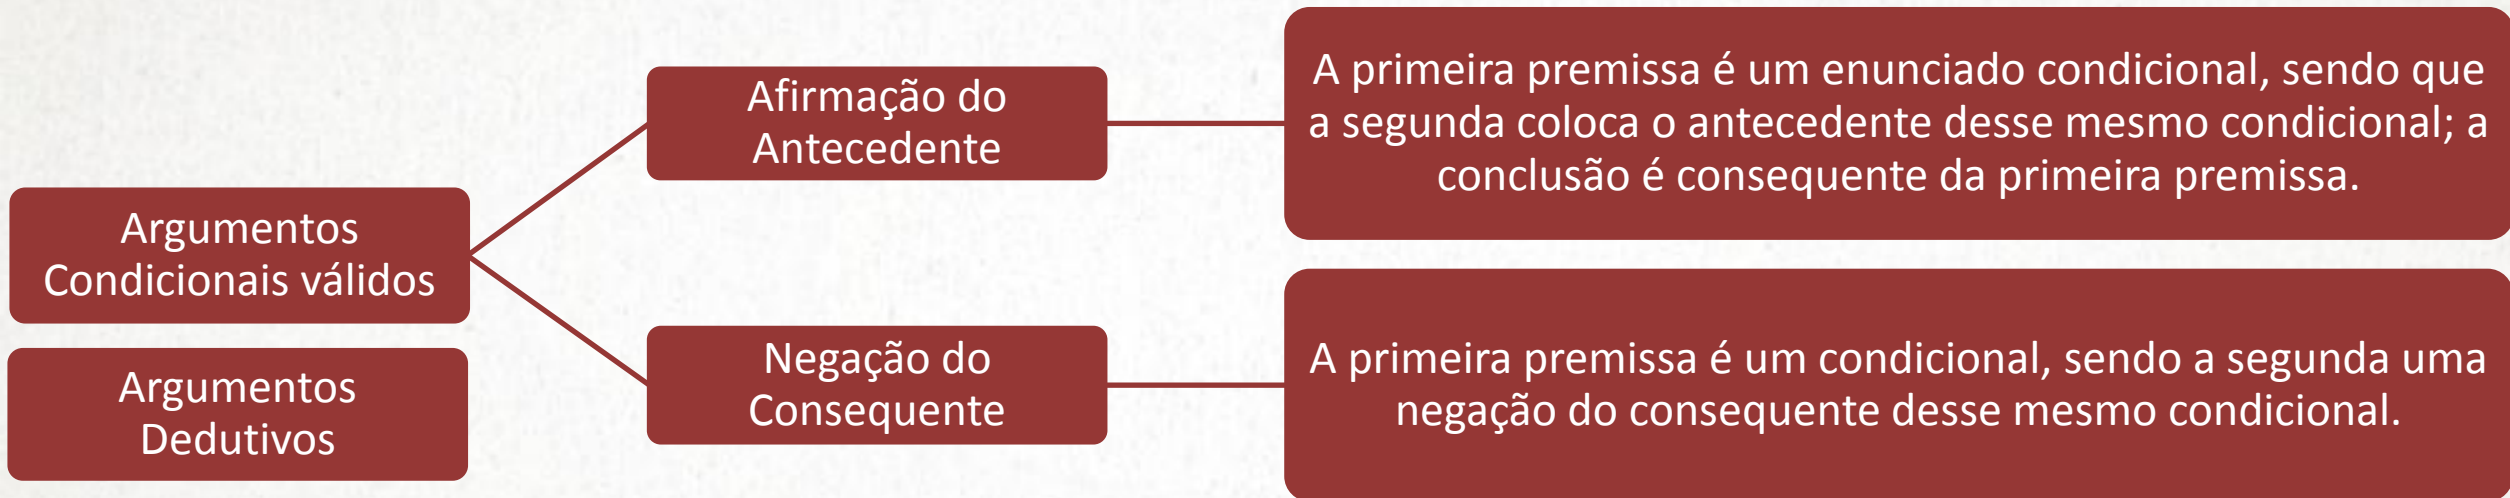 Argumentos
Condicionais válidos
Argumentos
Dedutivos
Afirmação do
Antecedente
Negação do
Consequente
A primeira premissa é um enunciado condicional, sendo que
a segunda coloca o antecedente desse mesmo condicional; a
conclusão é consequente da primeira premissa.
A primeira premissa é um condicional, sendo a segunda uma
negação do consequente desse mesmo condicional.